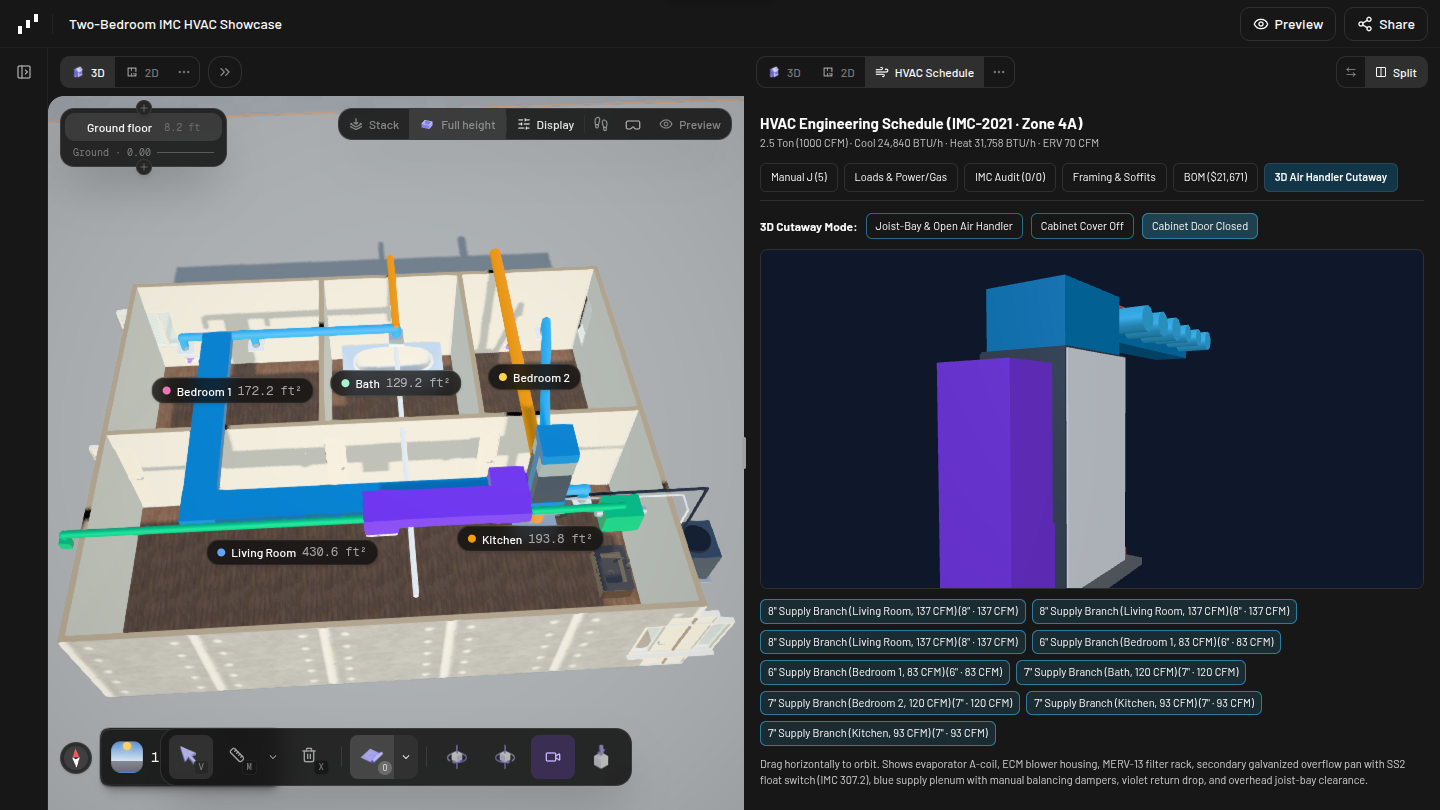 Two-Bedroom IMC HVAC Showcase
Preview
Share
3D
2D
3D
2D
HVAC Schedule
Split
Ground floor 8.2 ft
Ground · 0.00
Stack
Full height
Display
Preview
Bedroom 1 172.2 ft²
Bath 129.2 ft²
Bedroom 2
Living Room 430.6 ft²
Kitchen 193.8 ft²
1
V
M
X
O
HVAC Engineering Schedule (IMC-2021 · Zone 4A)
2.5 Ton (1000 CFM) · Cool 24,840 BTU/h · Heat 31,758 BTU/h · ERV 70 CFM
Manual J (5)
Loads & Power/Gas
IMC Audit (0/0)
Framing & Soffits
BOM ($21,671)
3D Air Handler Cutaway
3D Cutaway Mode:
Joist-Bay & Open Air Handler
Cabinet Cover Off
Cabinet Door Closed
8" Supply Branch (Living Room, 137 CFM) (8" · 137 CFM)
8" Supply Branch (Living Room, 137 CFM) (8" · 137 CFM)
8" Supply Branch (Living Room, 137 CFM) (8" · 137 CFM)
6" Supply Branch (Bedroom 1, 83 CFM) (6" · 83 CFM)
6" Supply Branch (Bedroom 1, 83 CFM) (6" · 83 CFM)
7" Supply Branch (Bath, 120 CFM) (7" · 120 CFM)
7" Supply Branch (Bedroom 2, 120 CFM) (7" · 120 CFM)
7" Supply Branch (Kitchen, 93 CFM) (7" · 93 CFM)
7" Supply Branch (Kitchen, 93 CFM) (7" · 93 CFM)
Drag horizontally to orbit. Shows evaporator A-coil, ECM blower housing, MERV-13 filter rack, secondary galvanized overflow pan with SS2
float switch (IMC 307.2), blue supply plenum with manual balancing dampers, violet return drop, and overhead joist-bay clearance.